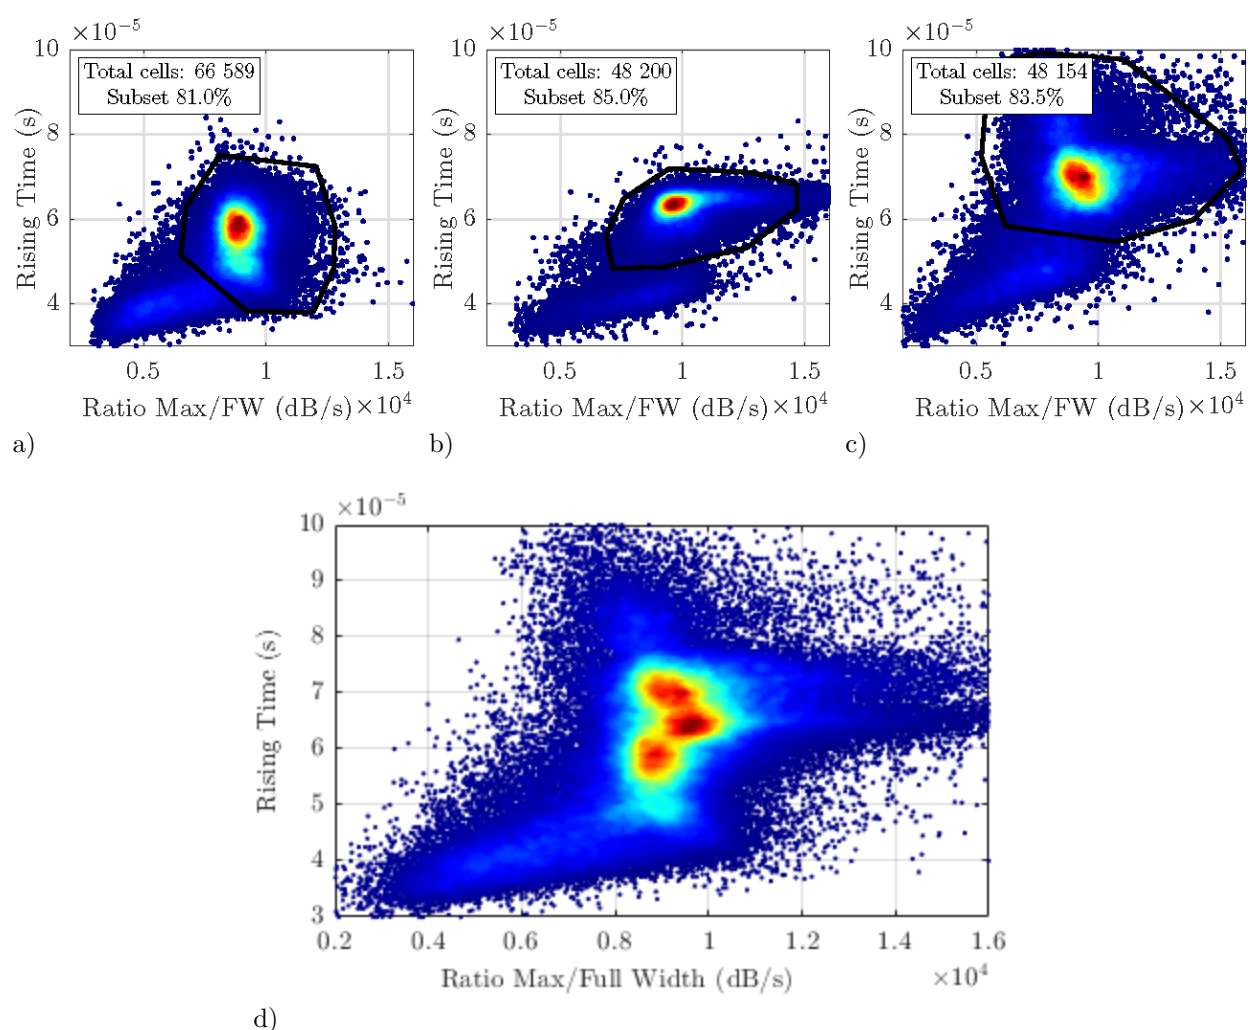 ×10⁻⁵
10
8
6
4
Rising Time (s)
Total cells: 66 589
Subset 81.0%
0.5
1
1.5
Ratio Max/FW (dB/s) ×10⁴
a)
×10⁻⁵
10
8
6
4
Rising Time (s)
Total cells: 48 200
Subset 85.0%
0.5
1
1.5
Ratio Max/FW (dB/s) ×10⁴
b)
×10⁻⁵
10
8
6
4
Rising Time (s)
Total cells: 48 154
Subset 83.5%
0.5
1
1.5
Ratio Max/FW (dB/s) ×10⁴
c)
×10⁻⁵
10
9
8
7
6
5
4
3
Rising Time (s)
0.2
0.4
0.6
0.8
1
1.2
1.4
1.6
Ratio Max/Full Width (dB/s)
×10⁴
d)